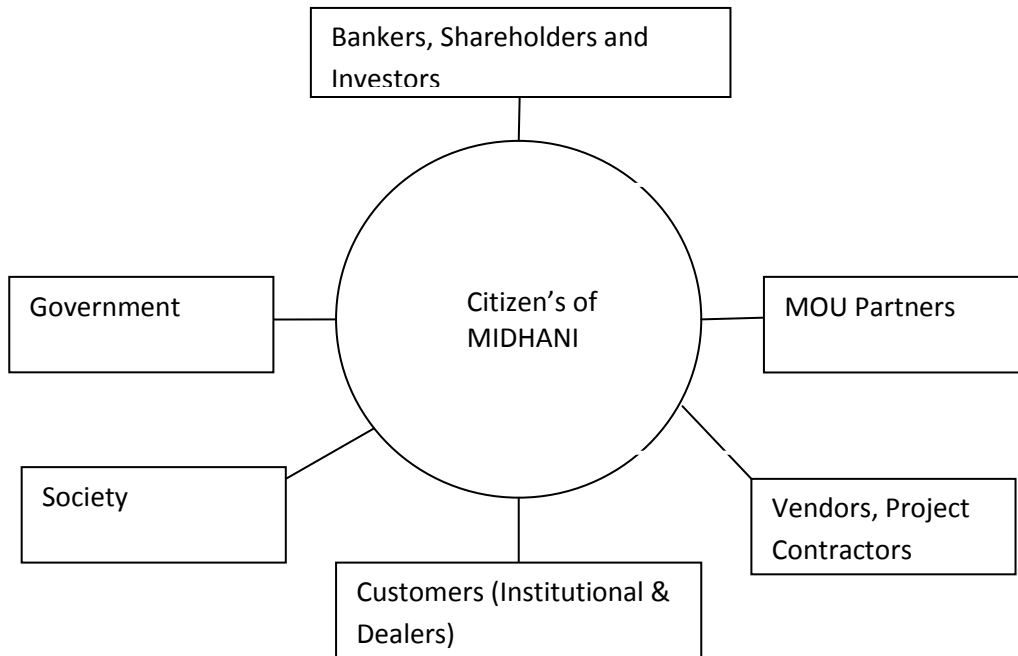 Bankers, Shareholders and
Investors
Government
Citizen’s of
MIDHANI
MOU Partners
Society
Vendors, Project
Contractors
Customers (Institutional &
Dealers)